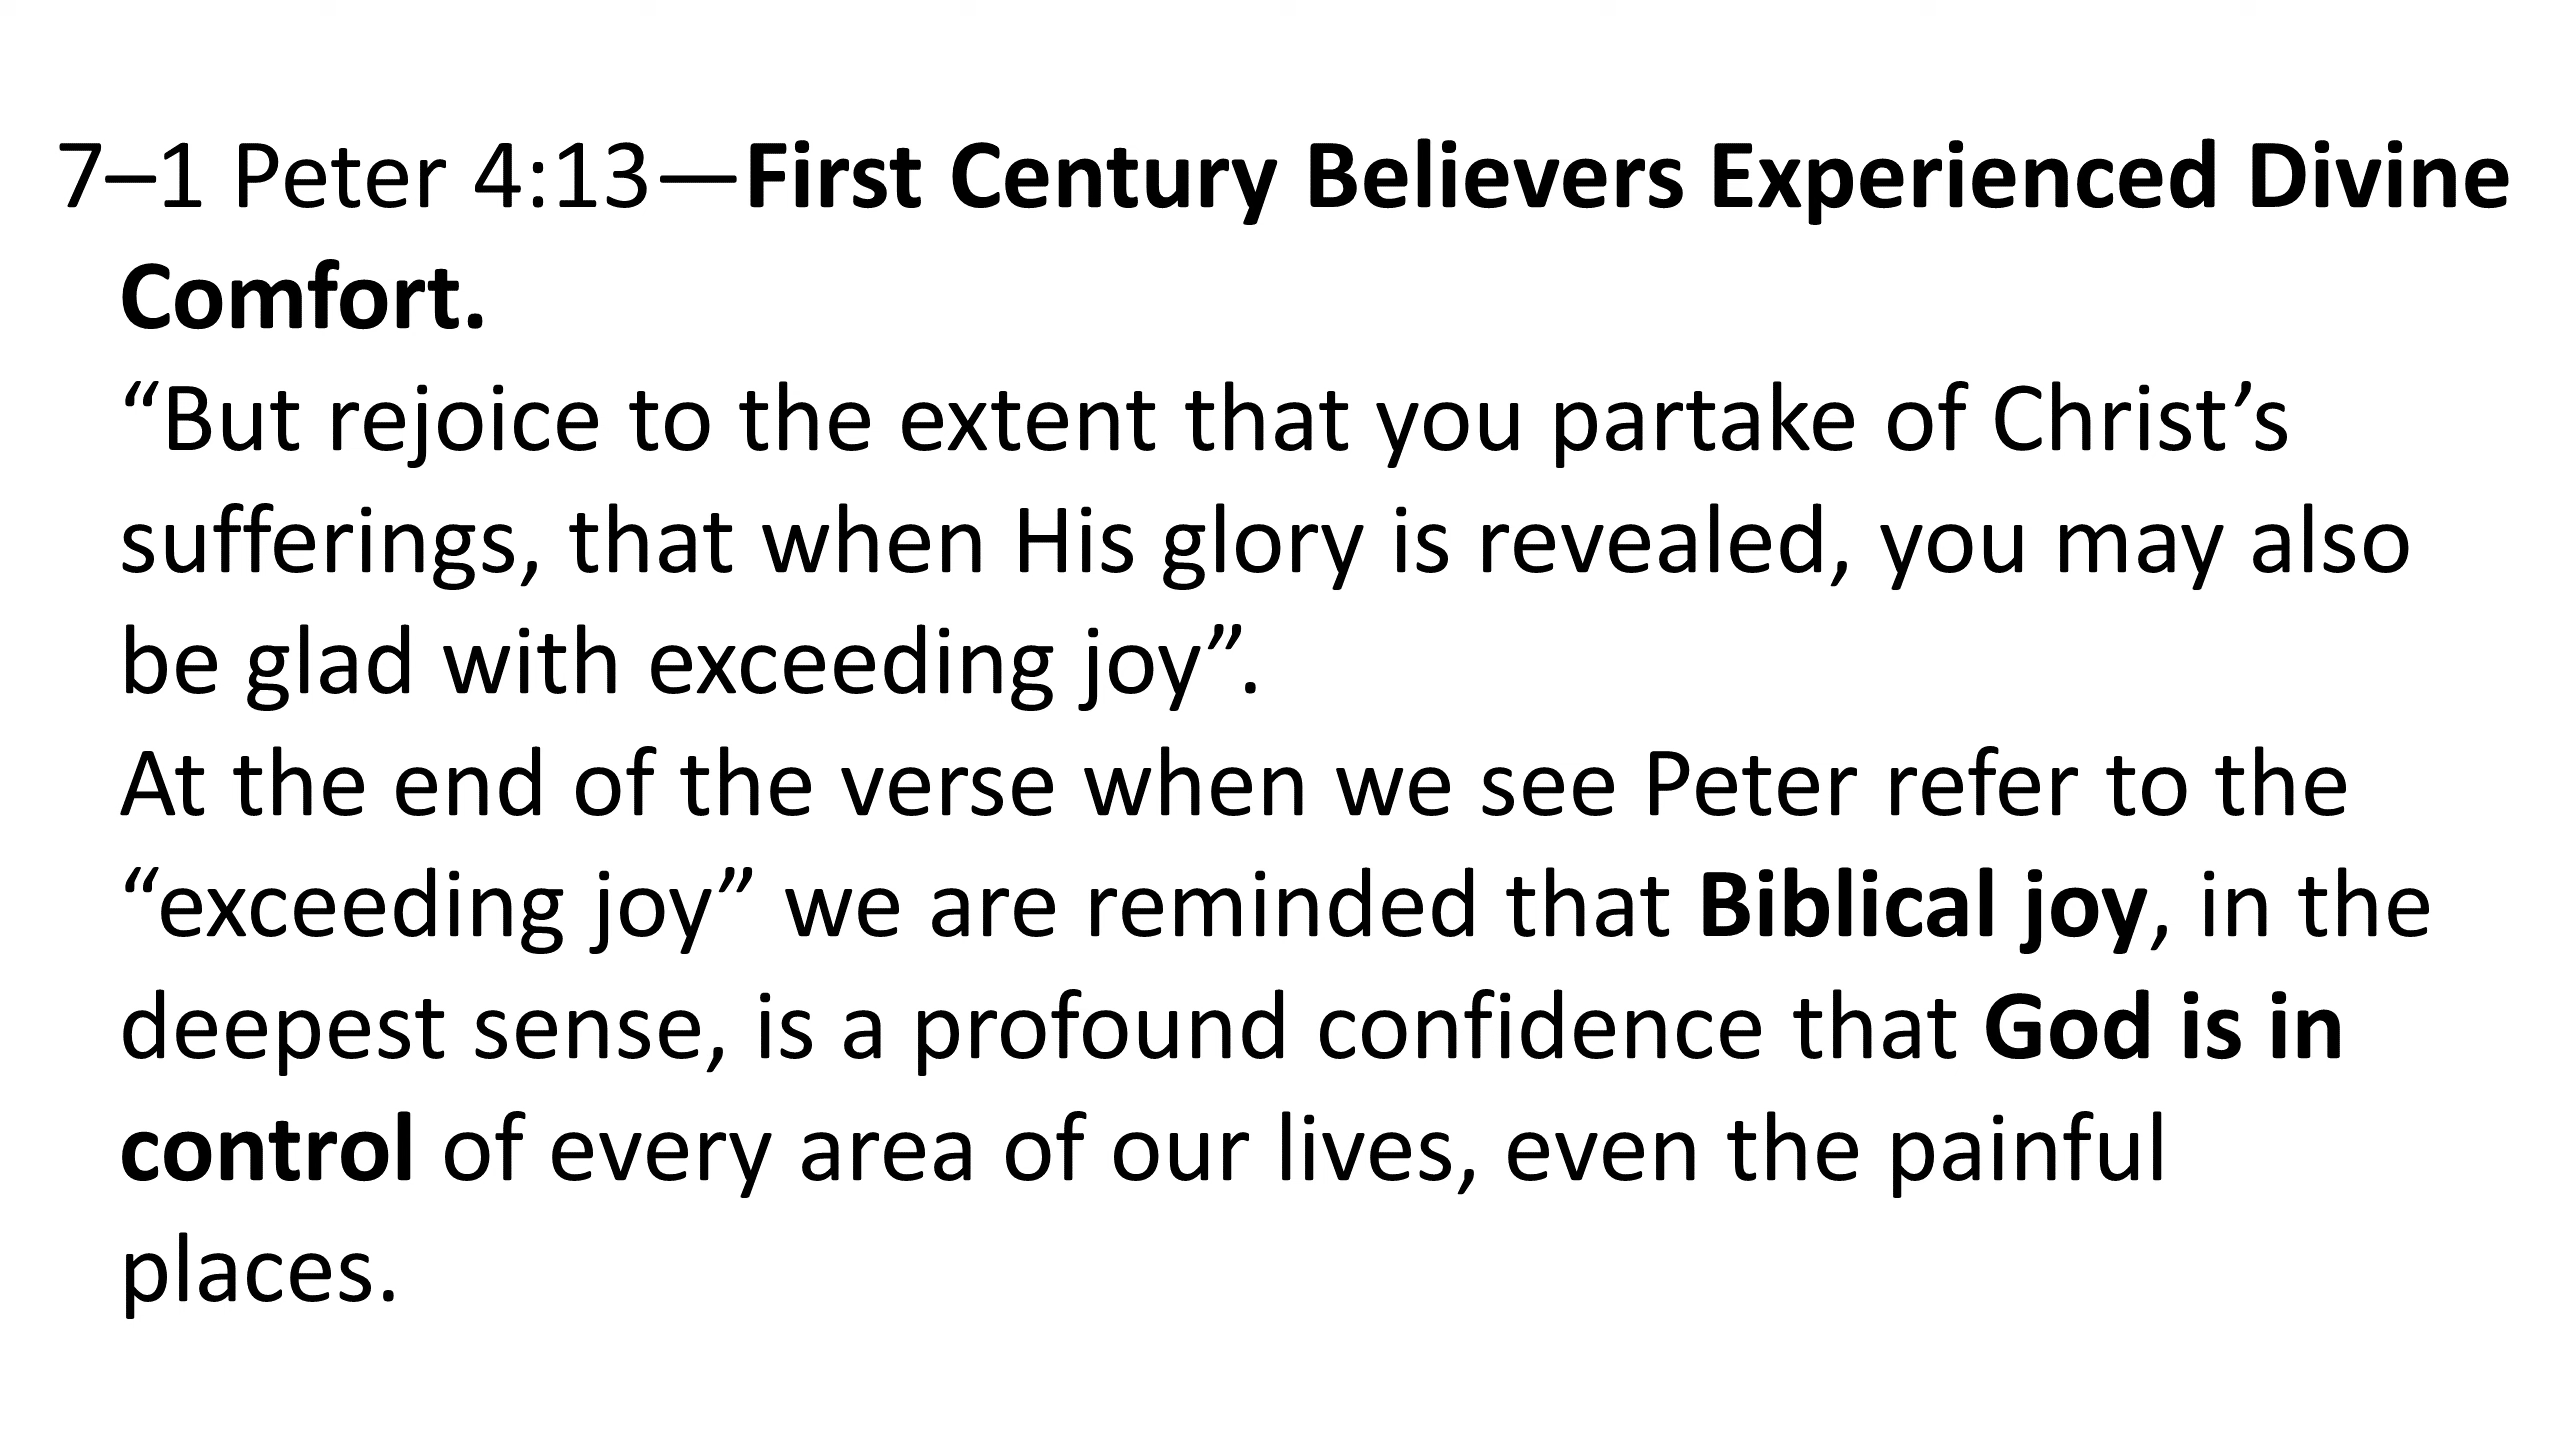 7–1 Peter 4:13—First Century Believers Experienced Divine
Comfort.
“But rejoice to the extent that you partake of Christ’s
sufferings, that when His glory is revealed, you may also
be glad with exceeding joy”.
At the end of the verse when we see Peter refer to the
“exceeding joy” we are reminded that Biblical joy, in the
deepest sense, is a profound confidence that God is in
control of every area of our lives, even the painful
places.